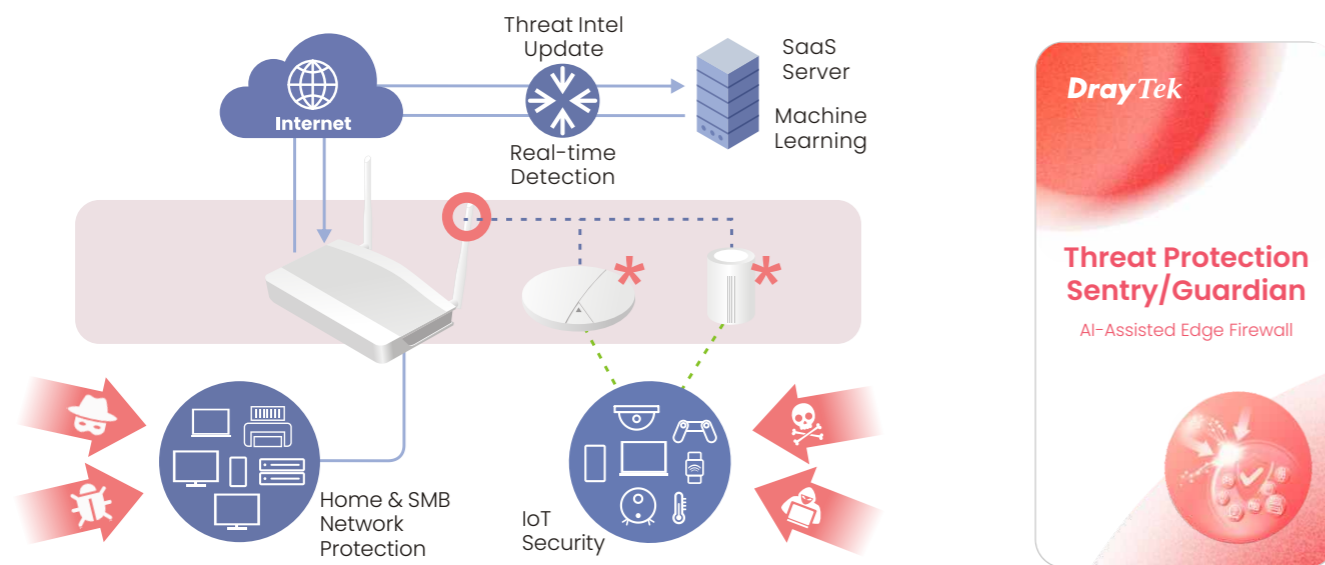 Threat Intel
Update
Internet
Real-time
Detection
SaaS
Server
Machine
Learning
Home & SMB
Network
Protection
IoT
Security
DrayTek
Threat Protection
Sentry/Guardian
AI-Assisted Edge Firewall